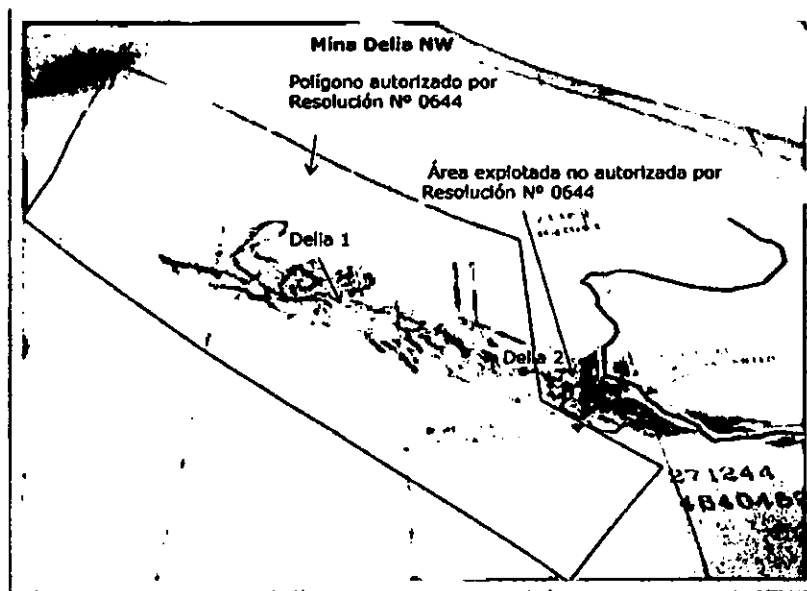 Mina Delia NW
Polígono autorizado por
Resolución Nº 0644
Área explotada no autorizada por
Resolución Nº 0644
Delia 1
Delia 2
271244